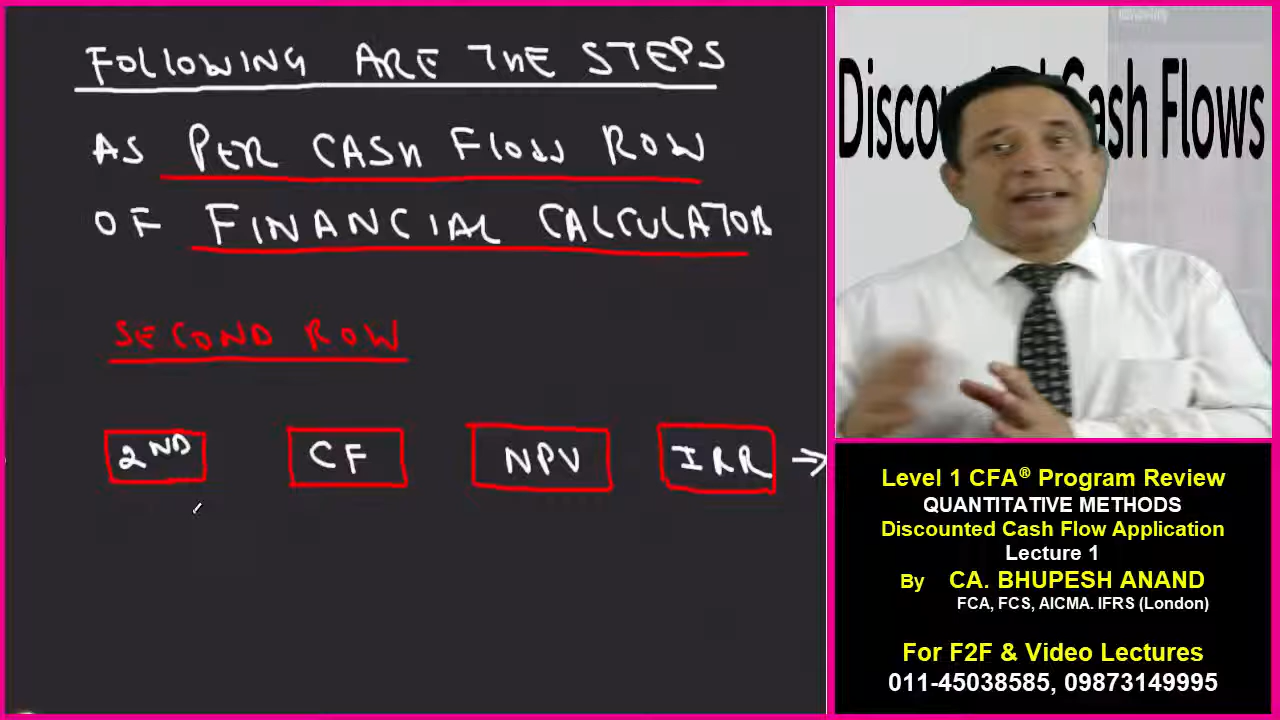 FOLLOWING ARE THE STEPS
AS PER CASH FLOW ROW
OF FINANCIAL CALCULATOR
SECOND ROW
2ND CF NPV IRR →
Discounted Cash Flows
Level 1 CFA® Program Review
QUANTITATIVE METHODS
Discounted Cash Flow Application
Lecture 1
By CA. BHUPESH ANAND
FCA, FCS, AICMA. IFRS (London)
For F2F & Video Lectures
011-45038585, 09873149995